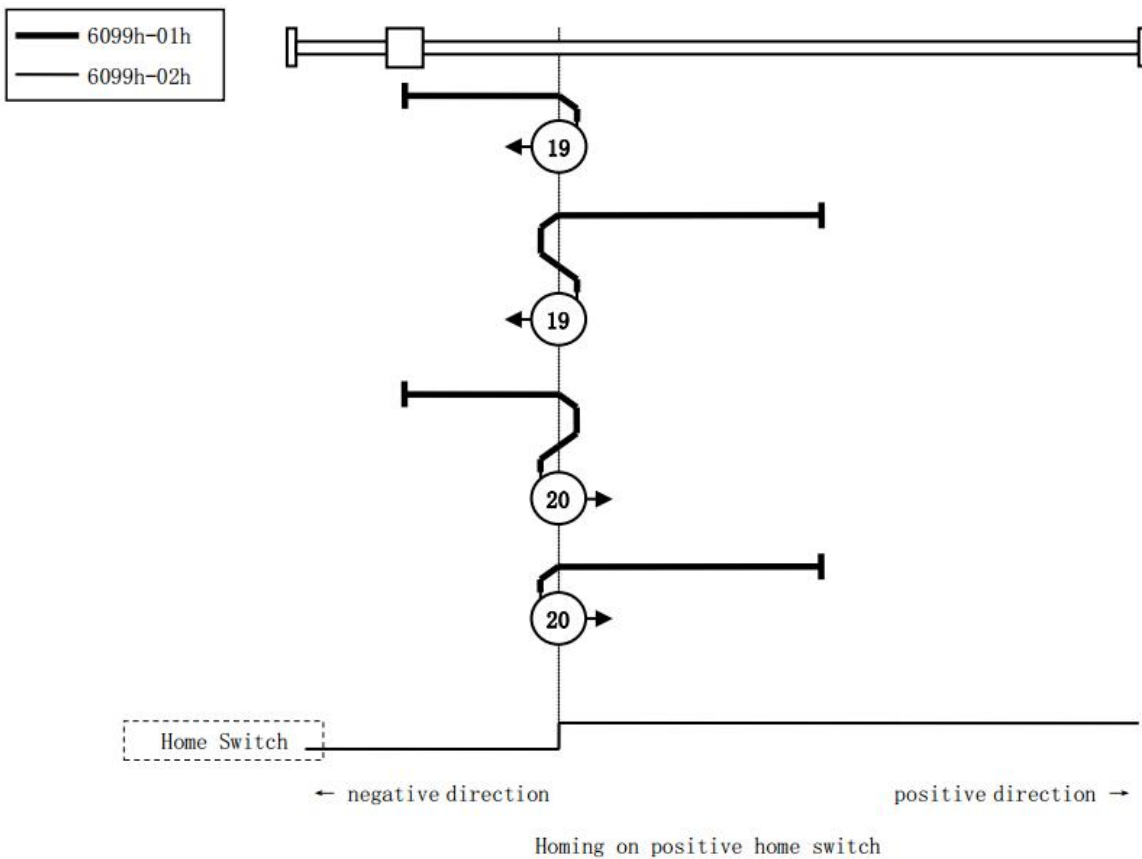 6099h-01h
6099h-02h
19
19
20
20
Home Switch
← negative direction
positive direction →
Homing on positive home switch